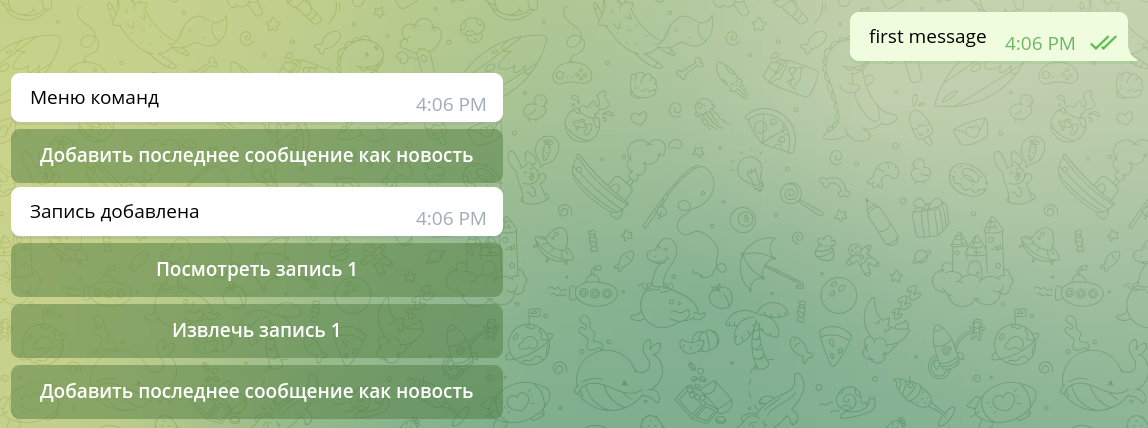 first message 4:06 PM
Меню команд 4:06 PM
Добавить последнее сообщение как новость
Запись добавлена 4:06 PM
Посмотреть запись 1
Извлечь запись 1
Добавить последнее сообщение как новость